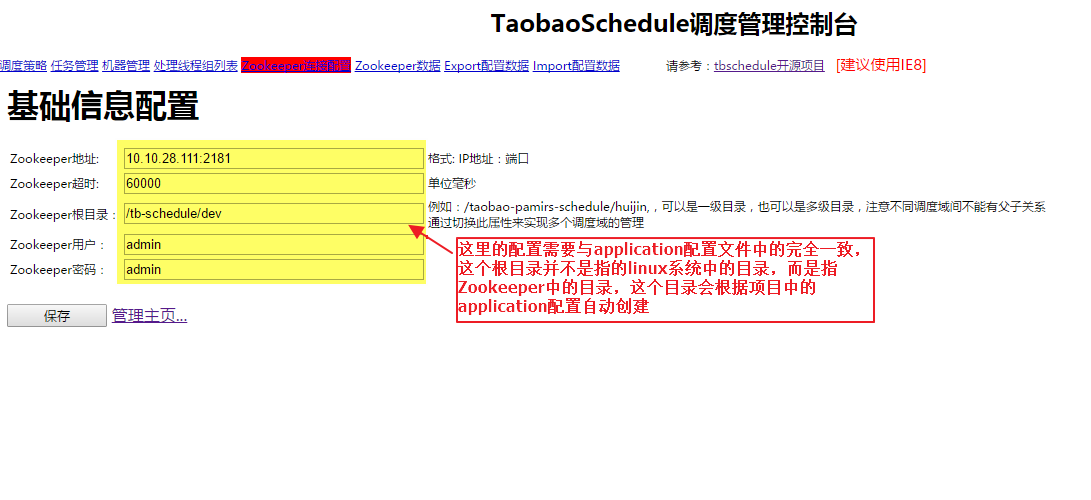 TaobaoSchedule调度管理控制台
调度策略 任务管理 机器管理 处理线程组列表 Zookeeper连接配置 Zookeeper数据 Export配置数据 Import配置数据 请参考：tbschedule开源项目 [建议使用IE8]
基础信息配置
Zookeeper地址: 10.10.28.111:2181 格式: IP地址：端口
Zookeeper超时: 60000 单位毫秒
Zookeeper根目录： /tb-schedule/dev 例如：/taobao-pamirs-schedule/huijin,，可以是一级目录，也可以是多级目录，注意不同调度域间不能有父子关系
通过切换此属性来实现多个调度域的管理
Zookeeper用户： admin
Zookeeper密码： admin
这里的配置需要与application配置文件中的完全一致，
这个根目录并不是指的linux系统中的目录，而是指
Zookeeper中的目录，这个目录会根据项目中的
application配置自动创建
保存 管理主页...